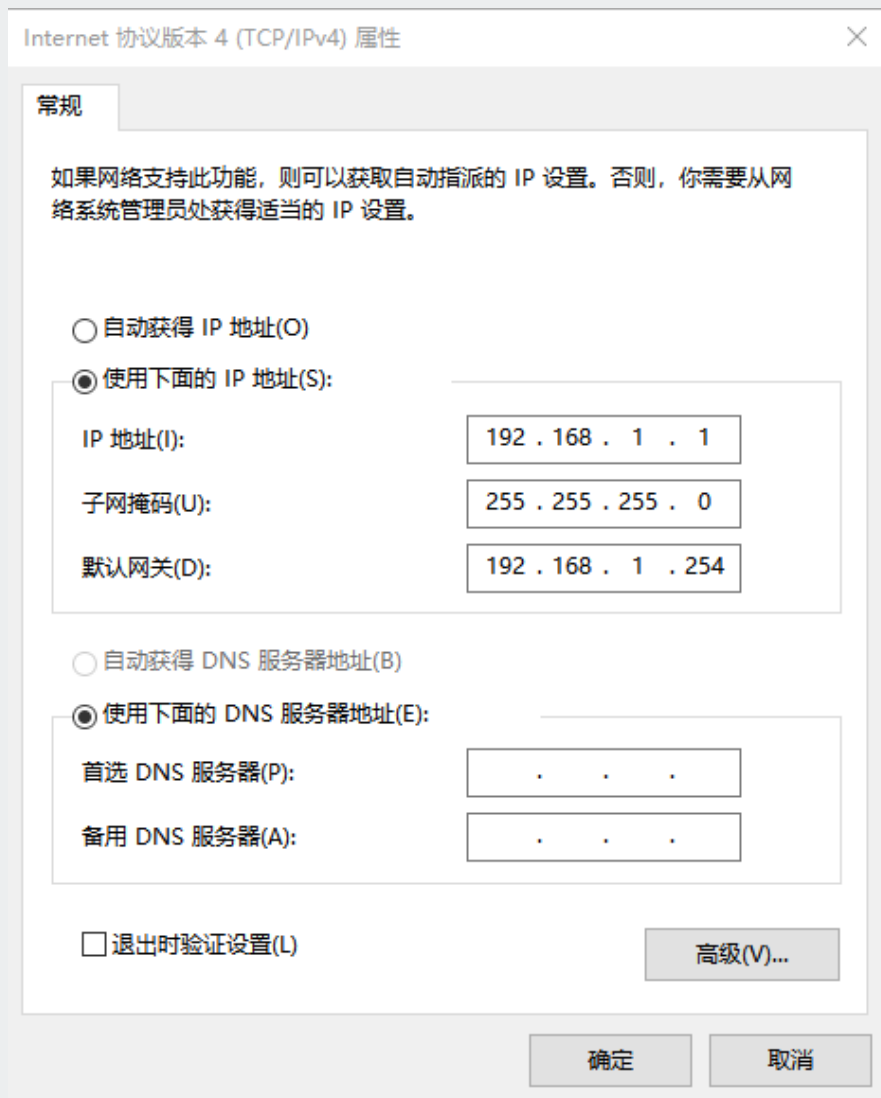 Internet 协议版本 4 (TCP/IPv4) 属性
常规
如果网络支持此功能，则可以获取自动指派的 IP 设置。否则，你需要从网
络系统管理员处获得适当的 IP 设置。
自动获得 IP 地址(O)
使用下面的 IP 地址(S):
IP 地址(I): 192 . 168 . 1 . 1
子网掩码(U): 255 . 255 . 255 . 0
默认网关(D): 192 . 168 . 1 . 254
自动获得 DNS 服务器地址(B)
使用下面的 DNS 服务器地址(E):
首选 DNS 服务器(P): . . .
备用 DNS 服务器(A): . . .
退出时验证设置(L)
高级(V)...
确定 取消